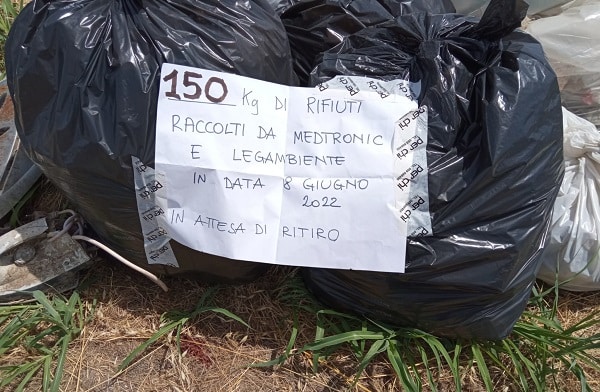 150 Kg DI RIFIUTI
RACCOLTI DA MEDTRONIC
E LEGAMBIENTE
IN DATA 8 GIUGNO
2022
IN ATTESA DI RITIRO